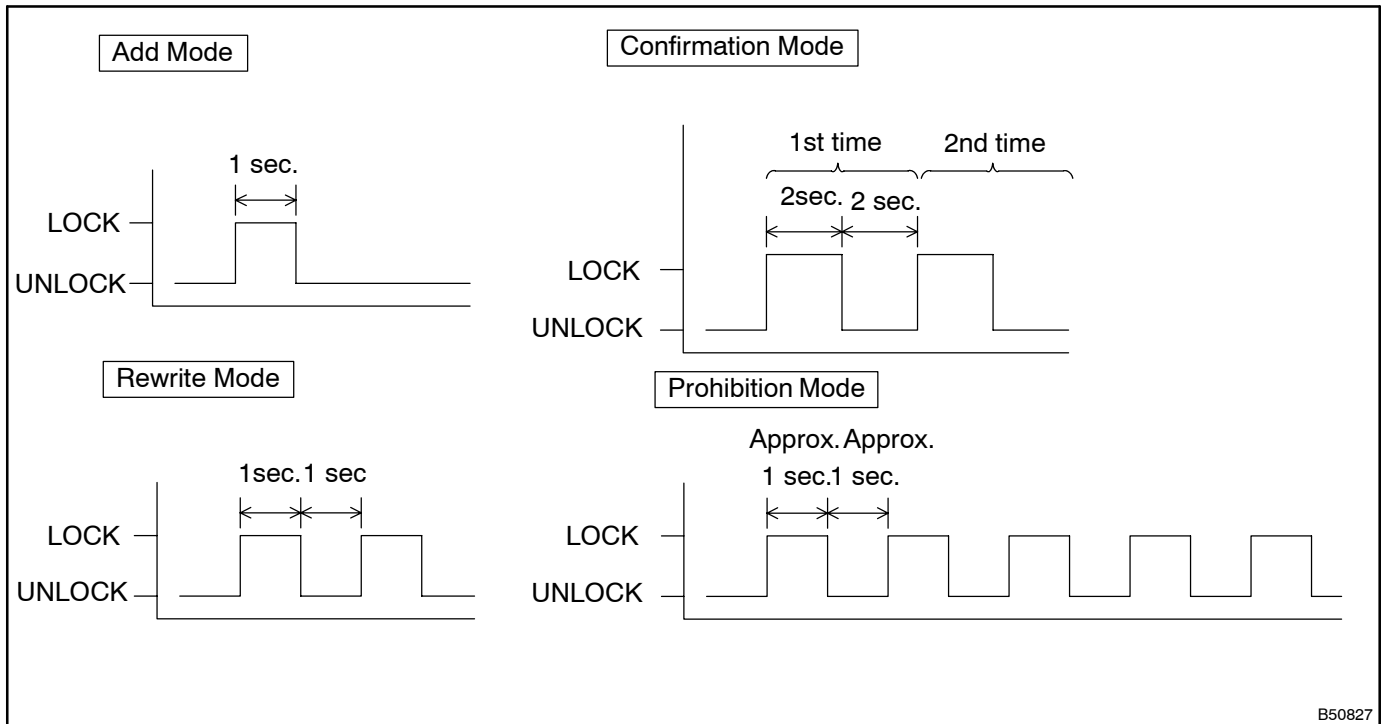 Add Mode
1 sec.
LOCK
UNLOCK
Confirmation Mode
1st time
2nd time
2sec. 2 sec.
LOCK
UNLOCK
Rewrite Mode
1sec. 1 sec
LOCK
UNLOCK
Prohibition Mode
Approx. Approx.
1 sec. 1 sec.
LOCK
UNLOCK
B50827